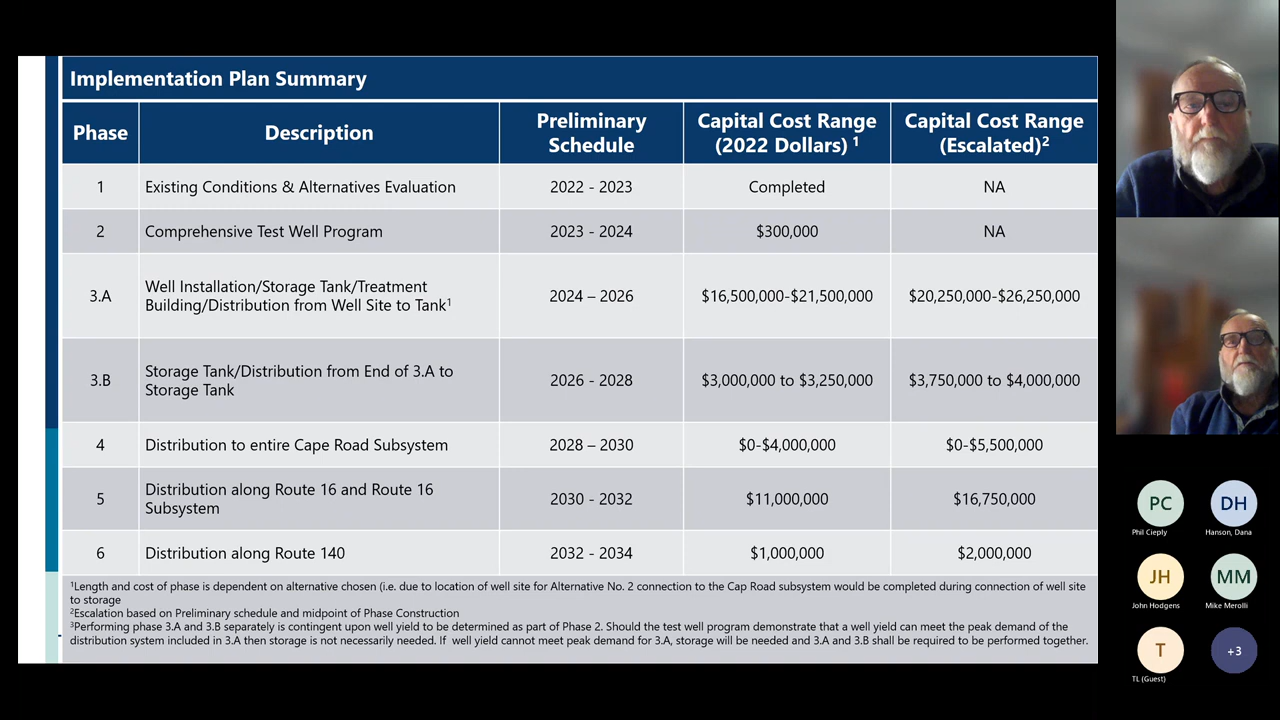 Implementation Plan Summary
Phase
Description
Preliminary
Schedule
Capital Cost Range
(2022 Dollars) ¹
Capital Cost Range
(Escalated)²
1
Existing Conditions & Alternatives Evaluation
2022 - 2023
Completed
NA
2
Comprehensive Test Well Program
2023 - 2024
$300,000
NA
3.A
Well Installation/Storage Tank/Treatment
Building/Distribution from Well Site to Tank¹
2024 – 2026
$16,500,000-$21,500,000
$20,250,000-$26,250,000
3.B
Storage Tank/Distribution from End of 3.A to
Storage Tank
2026 - 2028
$3,000,000 to $3,250,000
$3,750,000 to $4,000,000
4
Distribution to entire Cape Road Subsystem
2028 – 2030
$0-$4,000,000
$0-$5,500,000
5
Distribution along Route 16 and Route 16
Subsystem
2030 - 2032
$11,000,000
$16,750,000
6
Distribution along Route 140
2032 - 2034
$1,000,000
$2,000,000
¹Length and cost of phase is dependent on alternative chosen (i.e. due to location of well site for Alternative No. 2 connection to the Cap Road subsystem would be completed during connection of well site
to storage
²Escalation based on Preliminary schedule and midpoint of Phase Construction
³Performing phase 3.A and 3.B separately is contingent upon well yield to be determined as part of Phase 2. Should the test well program demonstrate that a well yield can meet the peak demand of the
distribution system included in 3.A then storage is not necessarily needed. If  well yield cannot meet peak demand for 3.A, storage will be needed and 3.A and 3.B shall be required to be performed together.
PC
DH
Phil Cieply
Hanson, Dana
JH
MM
John Hodgens
Mike Merolli
T
+3
TL (Guest)